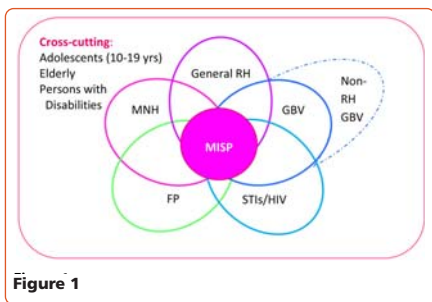 Cross-cutting:
Adolescents (10-19 yrs)
Elderly
Persons with
Disabilities
General RH
MNH
GBV
Non-
RH
GBV
MISP
FP
STIs/HIV
Figure 1